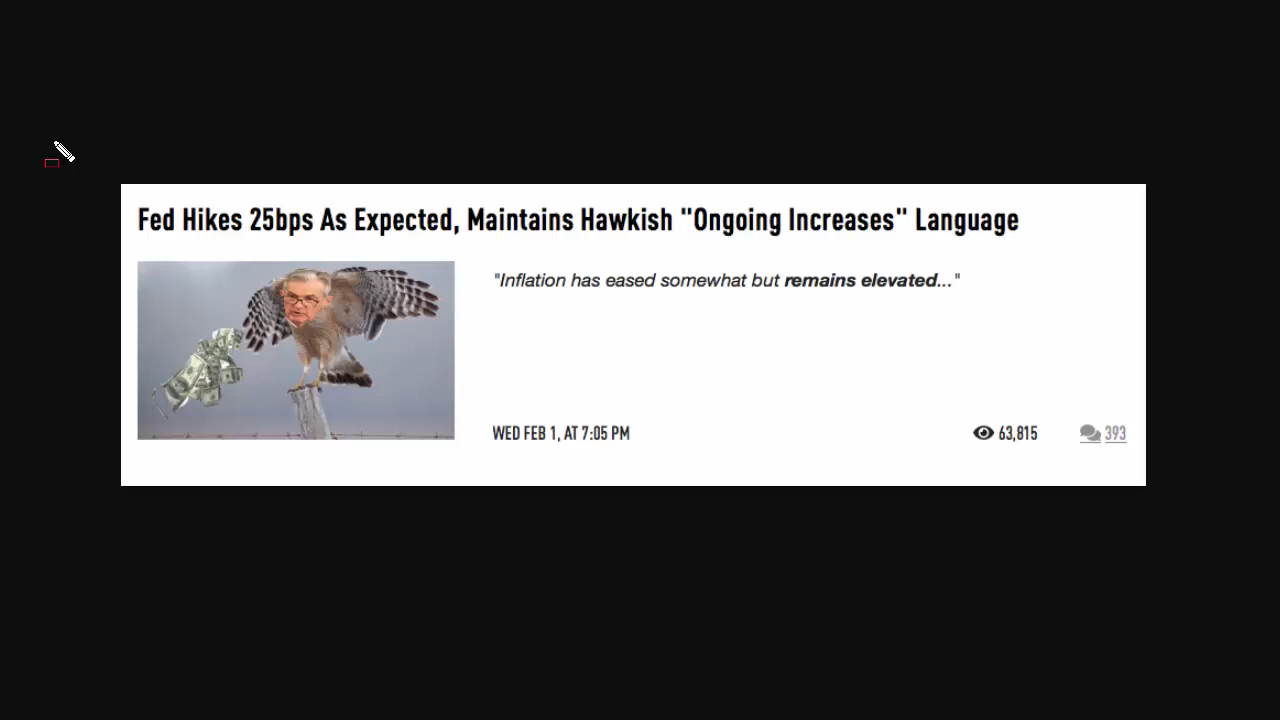 Fed Hikes 25bps As Expected, Maintains Hawkish "Ongoing Increases" Language
"Inflation has eased somewhat but remains elevated..."
WED FEB 1, AT 7:05 PM 63,815 393